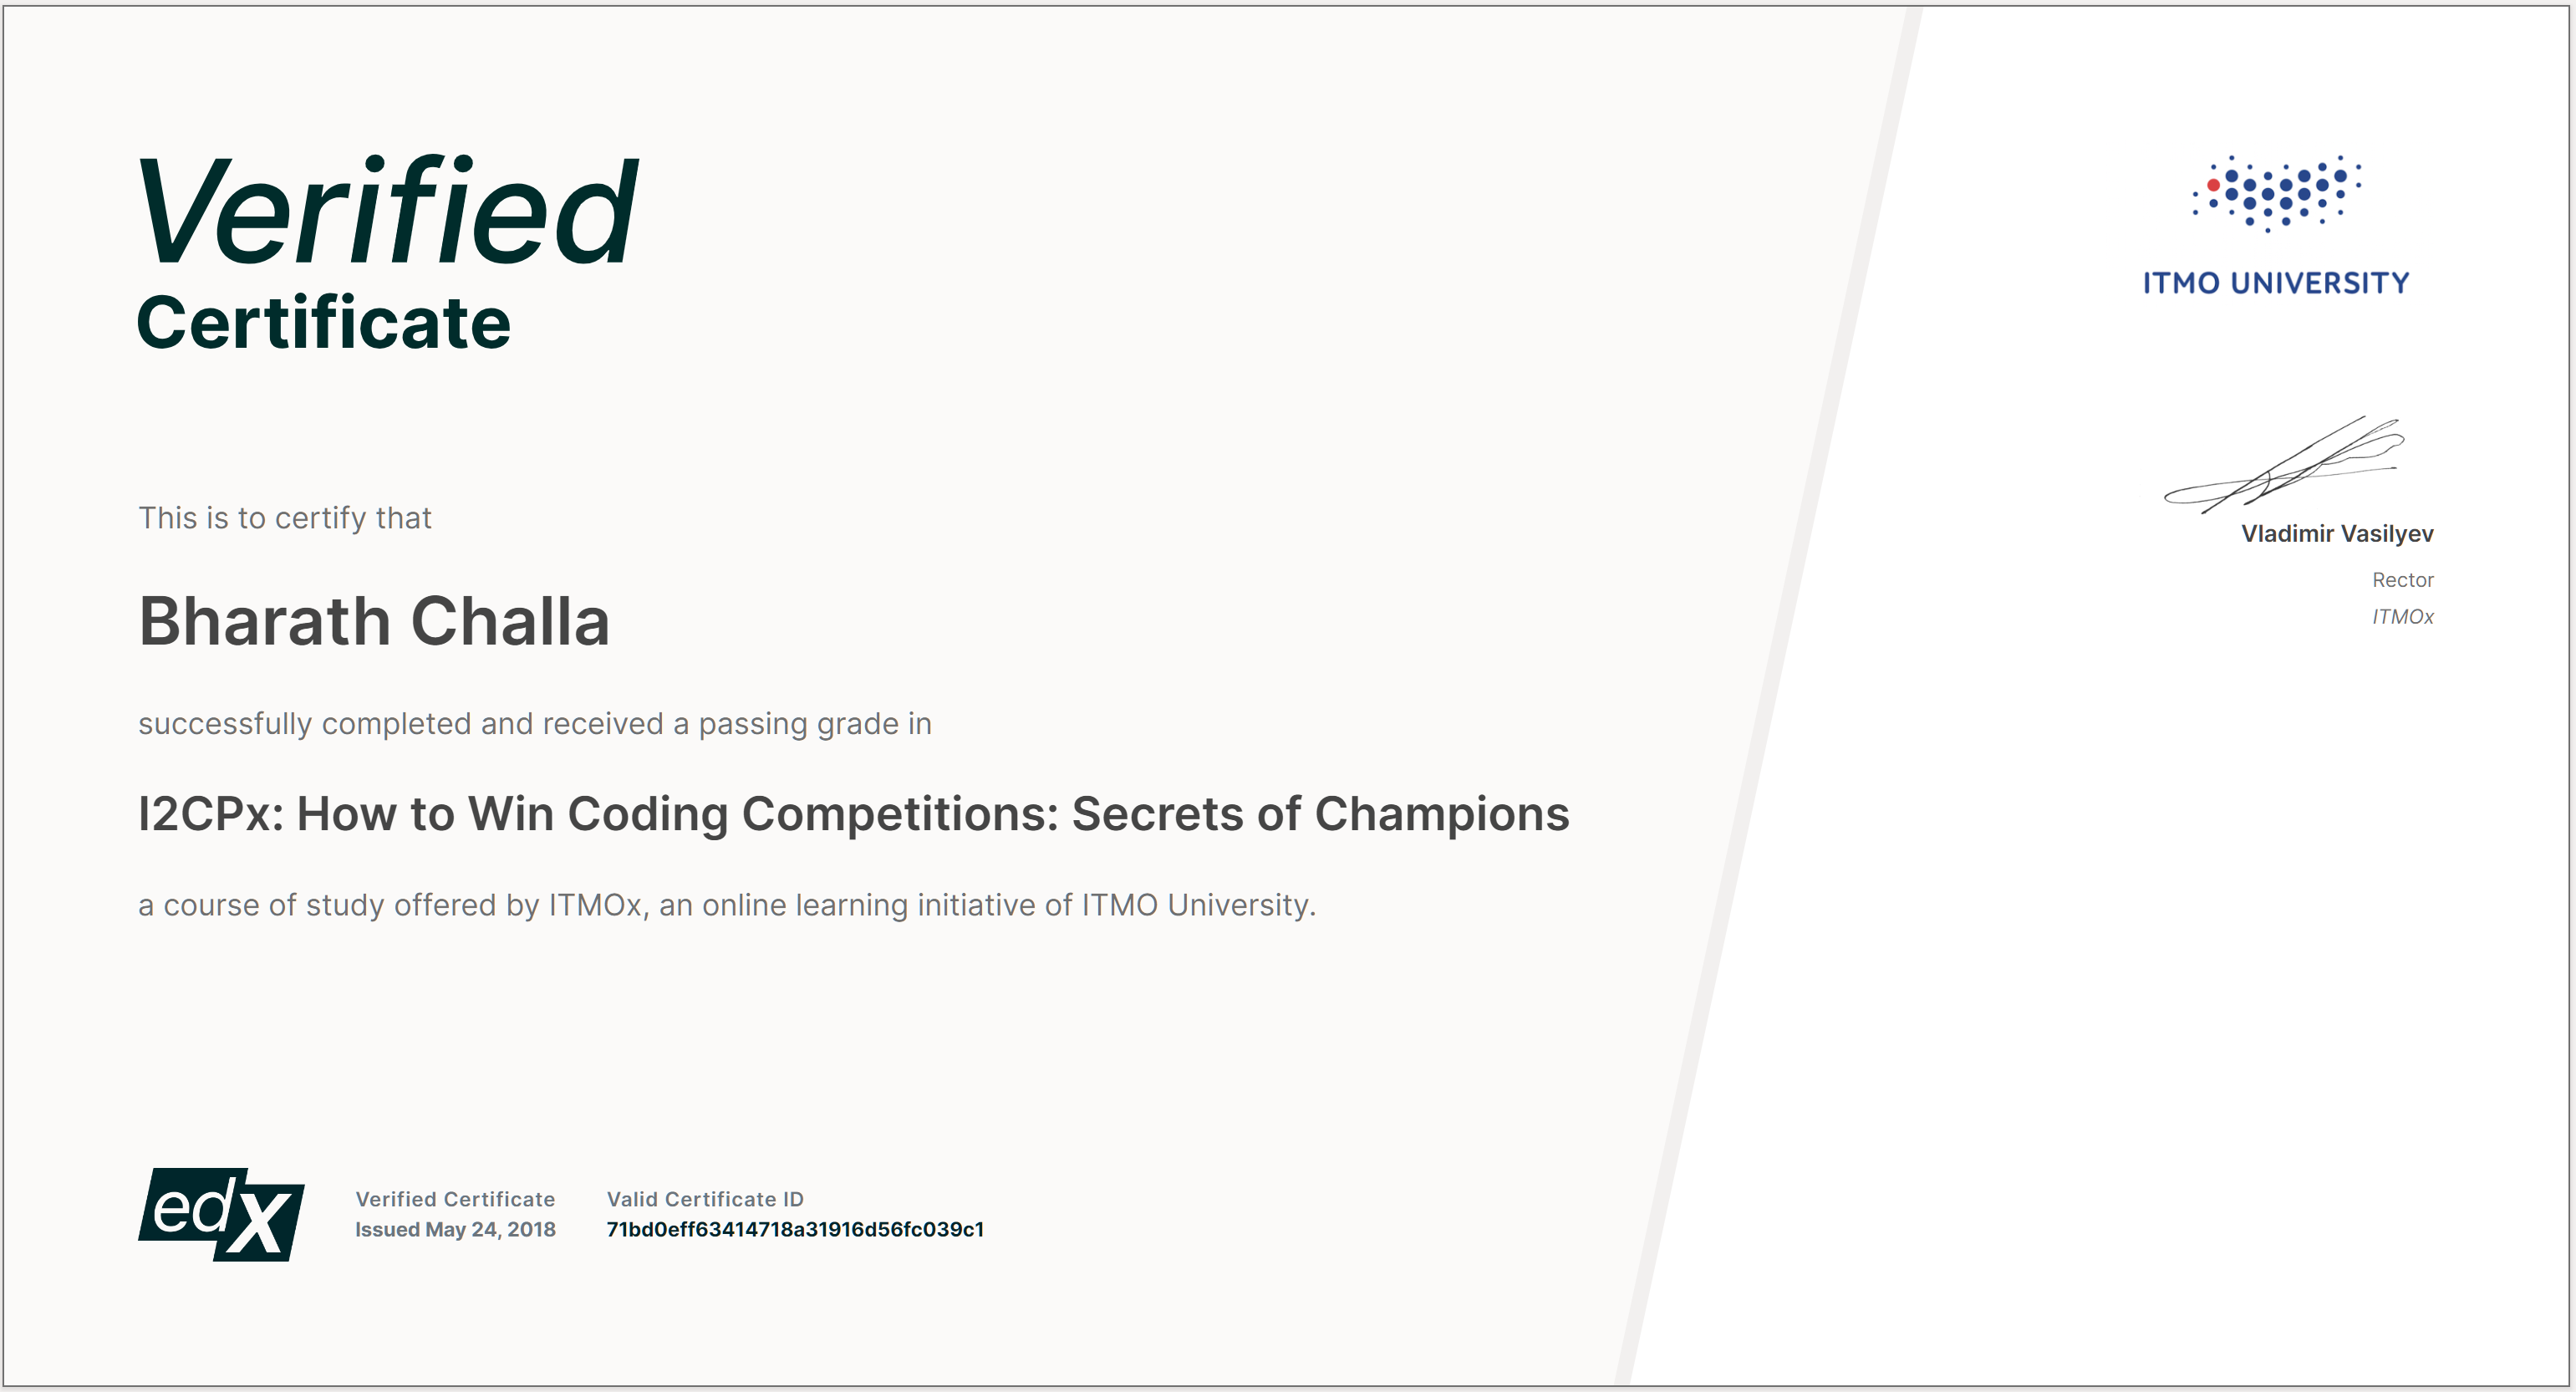 Verified
Certificate
This is to certify that
Bharath Challa
successfully completed and received a passing grade in
I2CPx: How to Win Coding Competitions: Secrets of Champions
a course of study offered by ITMOx, an online learning initiative of ITMO University.
edX
Verified Certificate
Issued May 24, 2018
Valid Certificate ID
71bd0eff63414718a31916d56fc039c1
ITMO UNIVERSITY
Vladimir Vasilyev
Rector
ITMOx